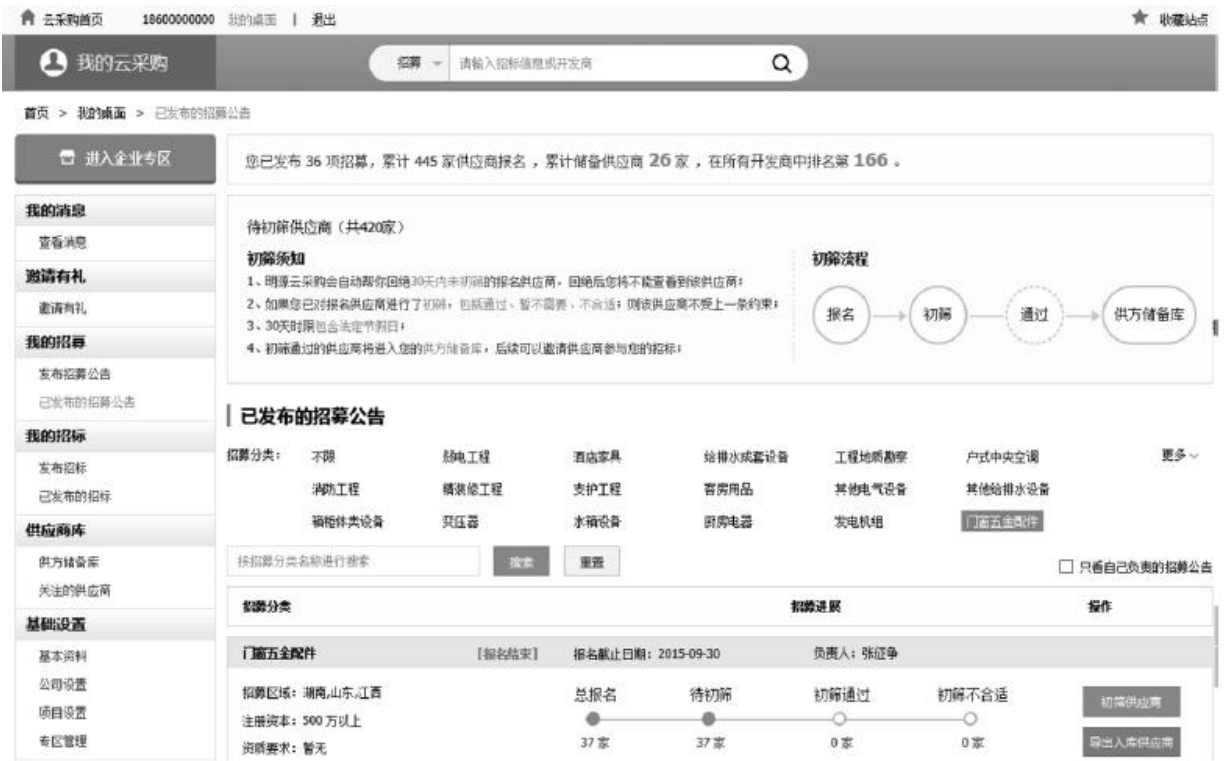 云采购首页 18600000000 我的桌面 | 退出 收藏站点
我的云采购 招募 请输入招标信息或开发商
首页 > 我的桌面 > 已发布的招募公告
进入企业专区
您已发布 36 项招募，累计 445 家供应商报名，累计储备供应商 26 家，在所有开发商中排名第 166 。
我的消息
查看消息
邀请有礼
邀请有礼
我的招募
发布招募公告
已发布的招募公告
我的招标
发布招标
已发布的招标
供应商库
供方储备库
关注的供应商
基础设置
基本资料
公司设置
项目设置
专区管理
待初筛供应商（共420家）
初筛须知
1、明源云采购会自动帮你回绝30天内未初筛的报名供应商，回绝后您将不能查看到该供应商；
2、如果您已对报名供应商进行了初筛，包括通过、暂不需要、不合适；则该供应商不受上一条约束；
3、30天时限包含法定节假日；
4、初筛通过的供应商将进入您的供方储备库，后续可以邀请供应商参与您的招标；
初筛流程
报名 初筛 通过 供方储备库
已发布的招募公告
招募分类： 不限 弱电工程 酒店家具 给排水成套设备 工程地质勘察 户式中央空调 更多
消防工程 精装修工程 支护工程 客房用品 其他电气设备 其他给排水设备
箱柜体类设备 变压器 水箱设备 厨房电器 发电机组 门窗五金配件
按招募分类名称进行搜索 搜索 重置 只看自己负责的招募公告
招募分类 招募进展 操作
门窗五金配件 [报名结束] 报名截止日期：2015-09-30 负责人：张征争
招募区域：湖南,山东,江西 总报名 待初筛 初筛通过 初筛不合适 初筛供应商
注册资本：500 万以上
资质要求：暂无 37 家 37 家 0 家 0 家 导出入库供应商